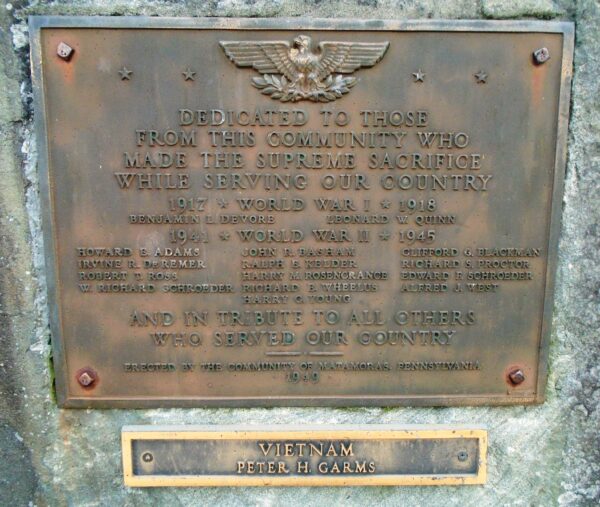 DEDICATED TO THOSE
FROM THIS COMMUNITY WHO
MADE THE SUPREME SACRIFICE
WHILE SERVING OUR COUNTRY
1917 ★ WORLD WAR I ★ 1918
BENJAMIN I. DEVORE LEONARD W. QUINN
1941 ★ WORLD WAR II ★ 1945
HOWARD E. ADAMS JOHN R. BASHAM CLIFFORD G. BLACKMAN
IRVINE R. DEREMER RALPH E. KELDER RICHARD S. PROCTOR
ROBERT T. ROSS HARRY M. ROSENCRANCE EDWARD F. SCHROEDER
W. RICHARD SCHROEDER RICHARD F. WHEELUS ALFRED J. WEST
HARRY O. YOUNG
AND IN TRIBUTE TO ALL OTHERS
WHO SERVED OUR COUNTRY
ERECTED BY THE COMMUNITY OF MATAMORAS, PENNSYLVANIA
1949
VIETNAM
PETER H. GARMS